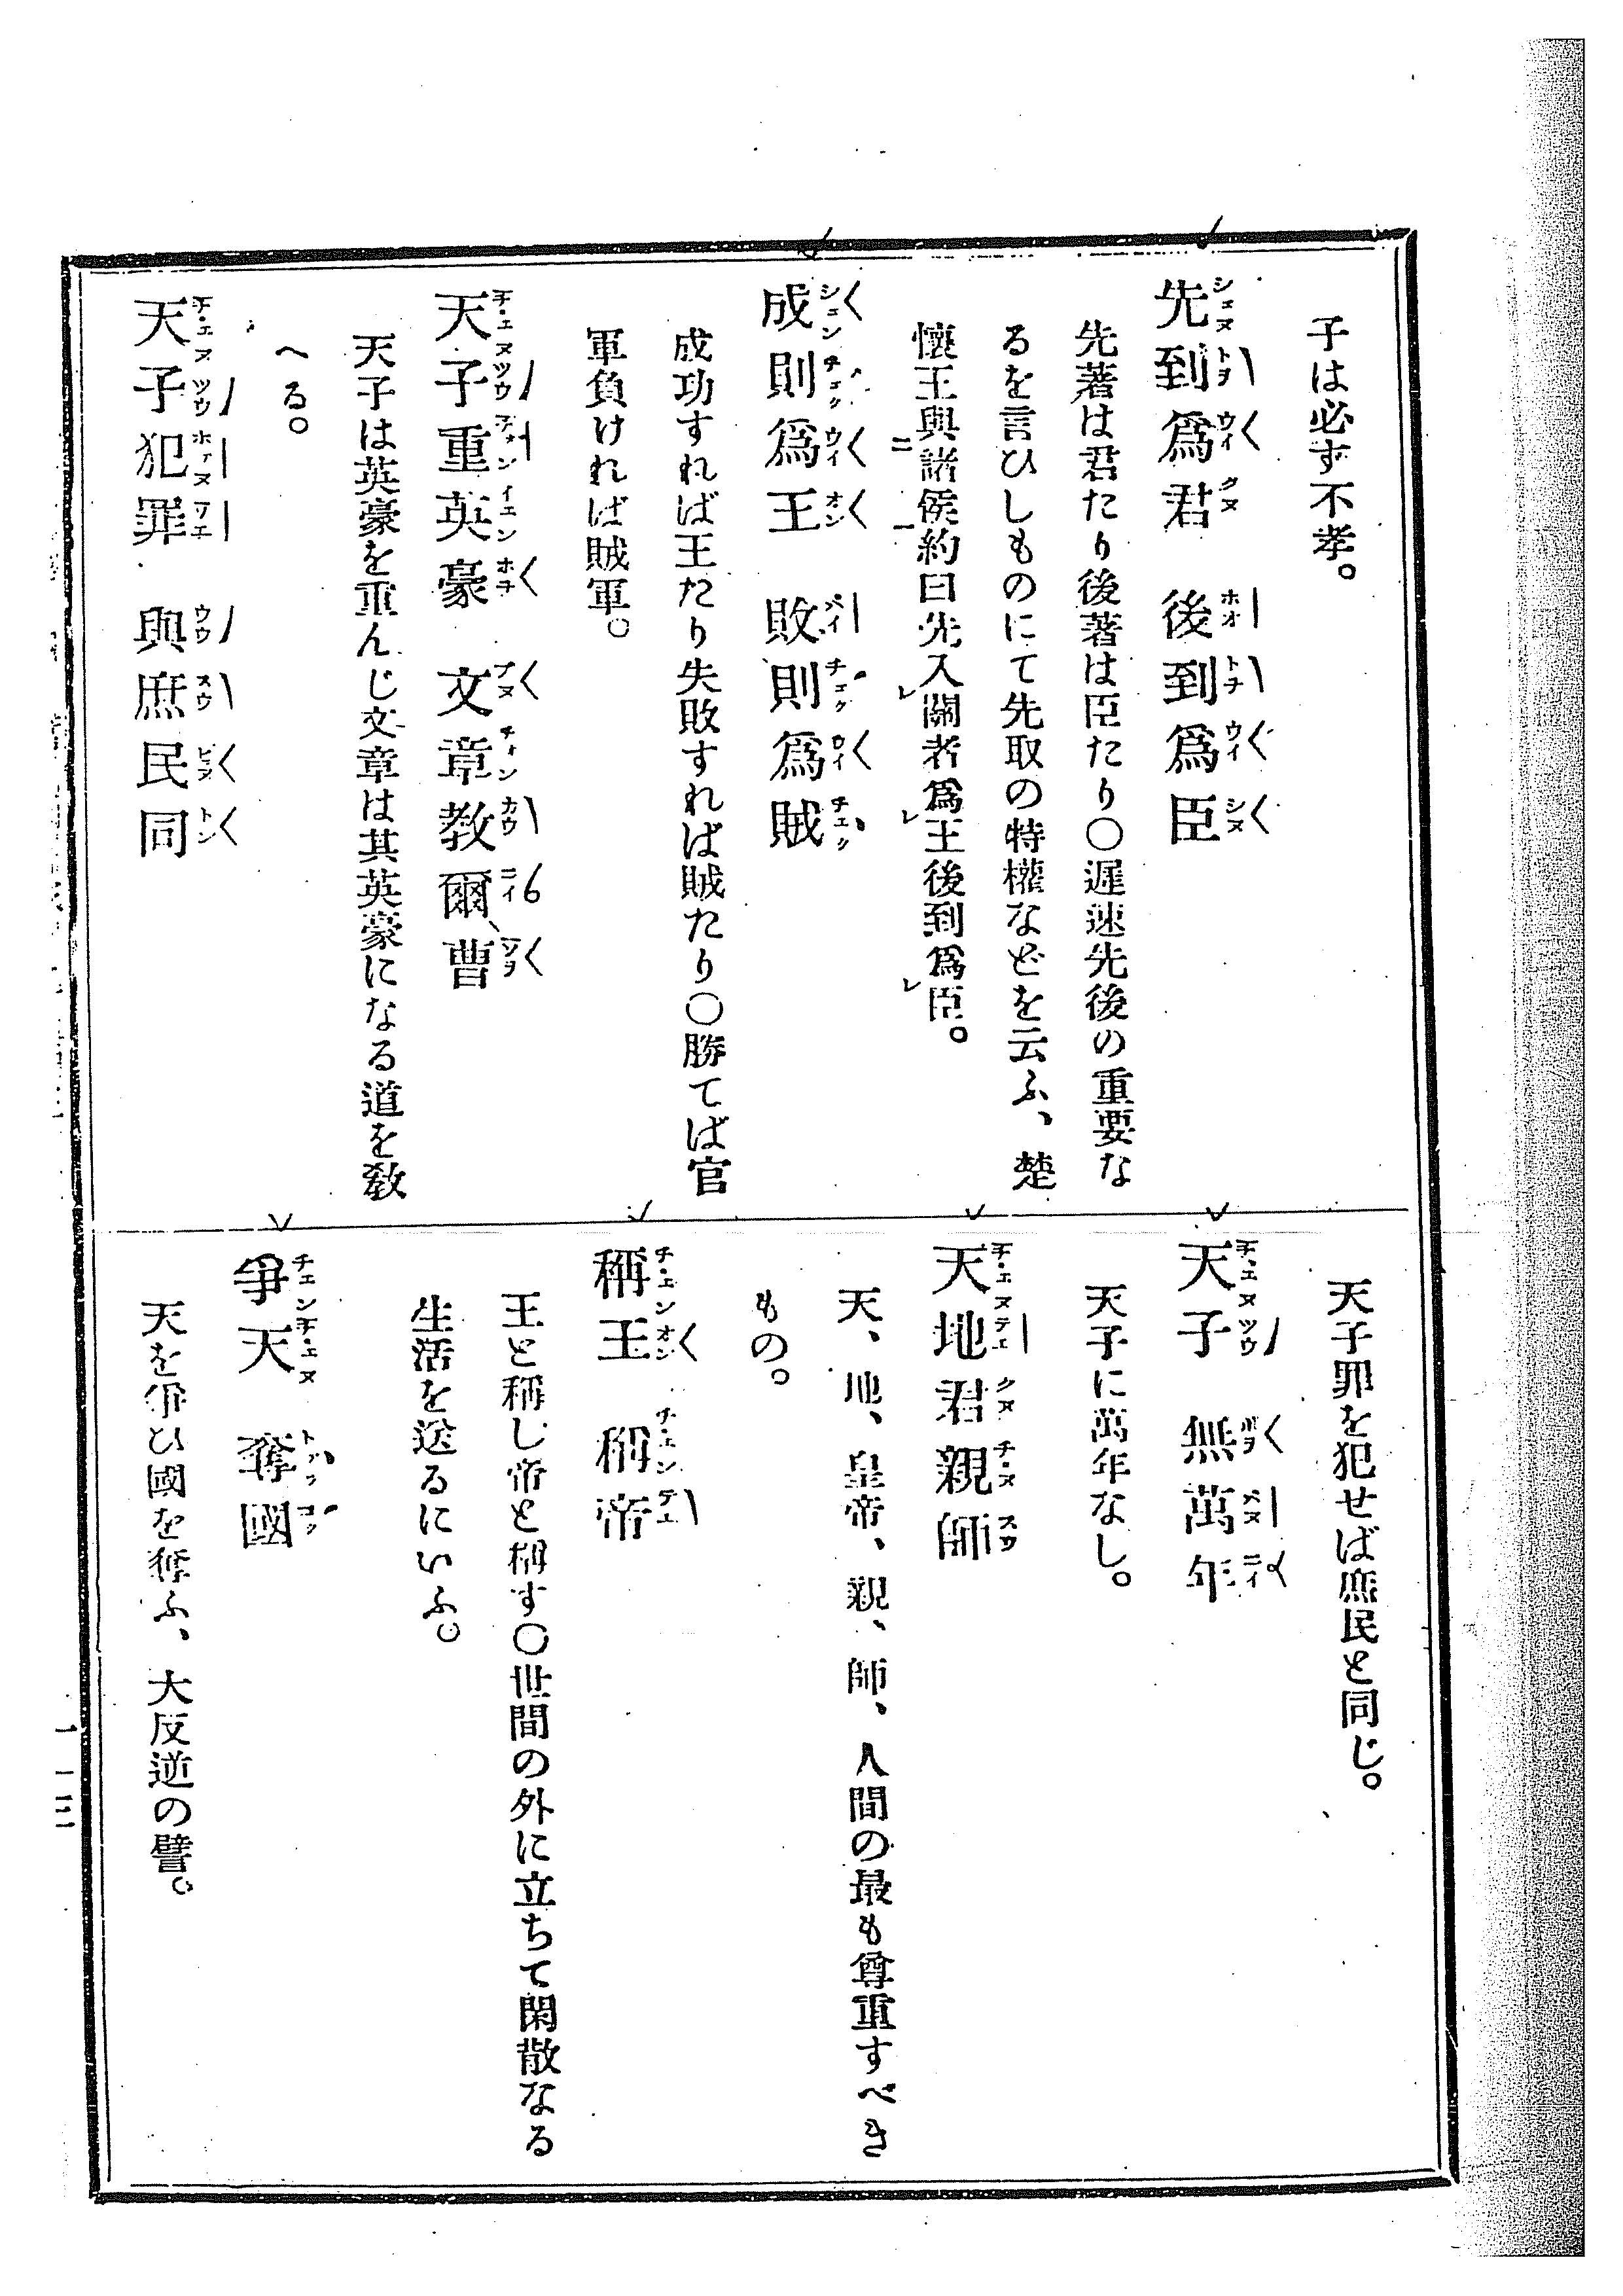 子は必ず不孝。
先到爲君 後到爲臣
先著は君たり後著は臣たり〇遲速先後の重要な
るを言ひしものにて先取の特權などを云ふ、楚
懷王與諸侯約曰先入關者爲王後到爲臣。
成則爲王 敗則爲賊
成功すれば王たり失敗すれば賊たり〇勝てば官
軍負ければ賊軍。
天子重英豪 文章教爾曹
天子は英豪を重んじ文章は其英豪になる道を敎
へる。
天子犯罪 與庶民同
天子罪を犯せば庶民と同じ。
天子 無萬年
天子に萬年なし。
天地君親師
天、地、皇帝、親、師、人間の最も尊重すべき
もの。
稱王 稱帝
王と稱し帝と稱す〇世間の外に立ちて閑散なる
生活を送るにいふ。
爭天 奪國
天を爭ひ國を奪ふ、大反逆の譬。
一一三